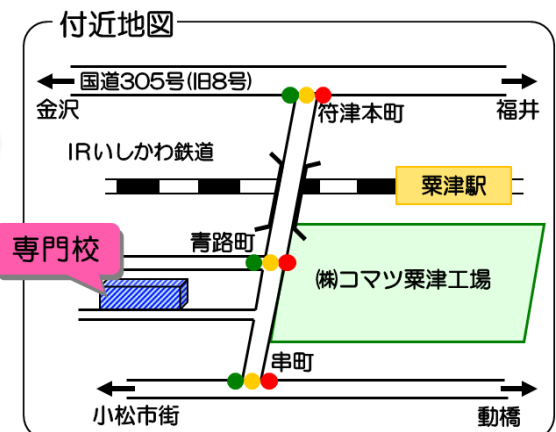 付近地図
国道305号(旧8号)
金沢
符津本町
福井
IRいしかわ鉄道
粟津駅
青路町
専門校
㈱コマツ粟津工場
串町
小松市街
動橋